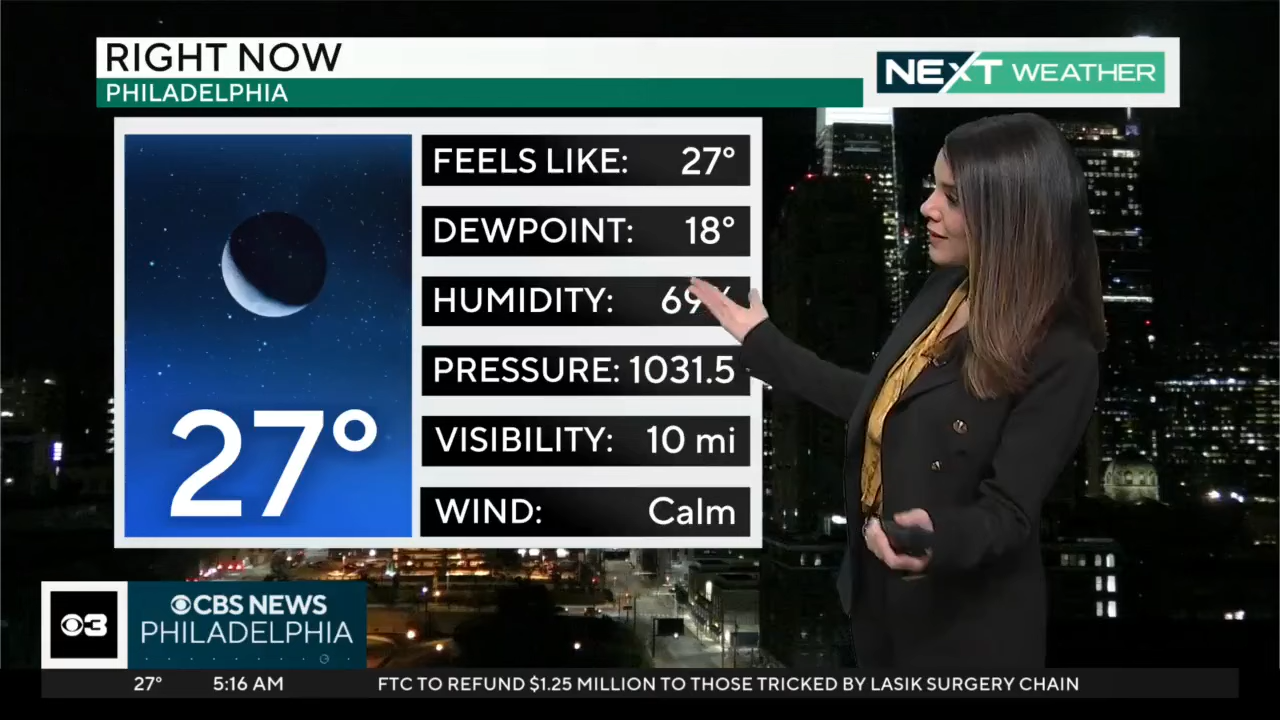 RIGHT NOW
PHILADELPHIA
NEXT WEATHER
27°
FEELS LIKE: 27°
DEWPOINT: 18°
HUMIDITY: 69%
PRESSURE: 1031.5
VISIBILITY: 10 mi
WIND: Calm
3
CBS NEWS
PHILADELPHIA
27° 5:16 AM FTC TO REFUND $1.25 MILLION TO THOSE TRICKED BY LASIK SURGERY CHAIN